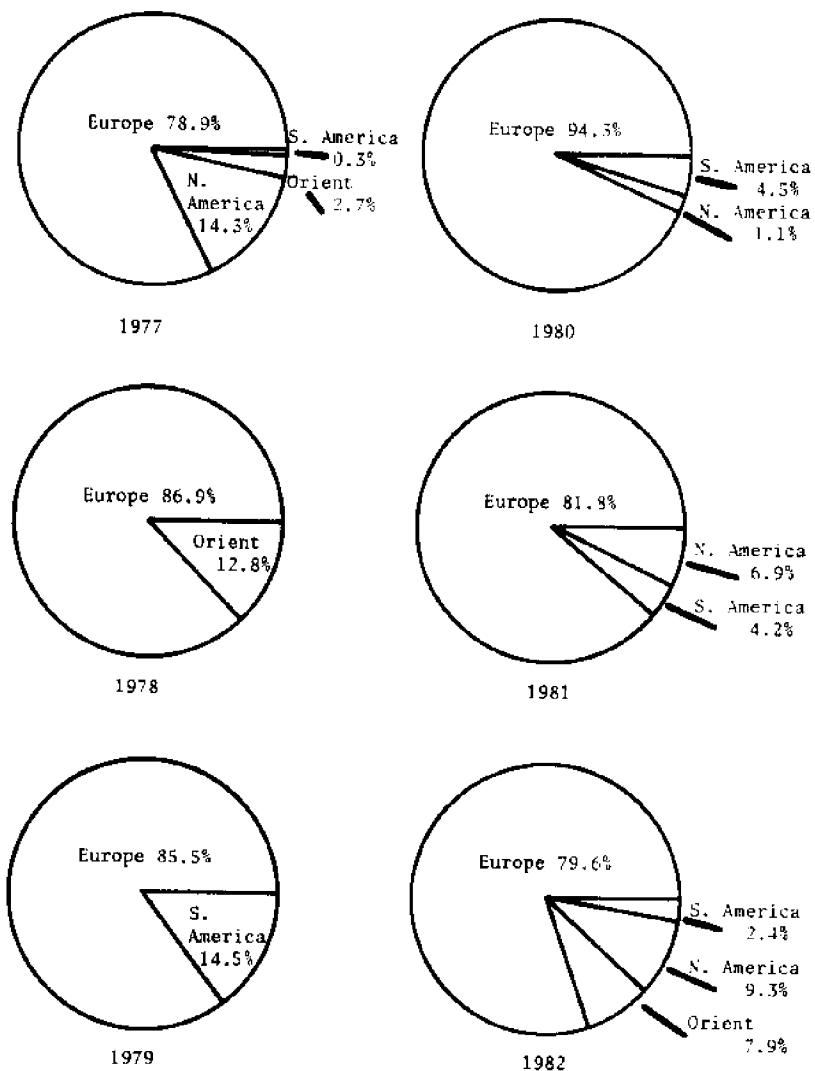 Europe 78.9%
S. America
0.3%
Orient
2.7%
N.
America
14.3%
1977
Europe 94.3%
S. America
4.5%
N. America
1.1%
1980
Europe 86.9%
Orient
12.8%
1978
Europe 81.8%
N. America
6.9%
S. America
4.2%
1981
Europe 85.5%
S.
America
14.5%
1979
Europe 79.6%
S. America
2.4%
N. America
9.3%
Orient
7.9%
1982